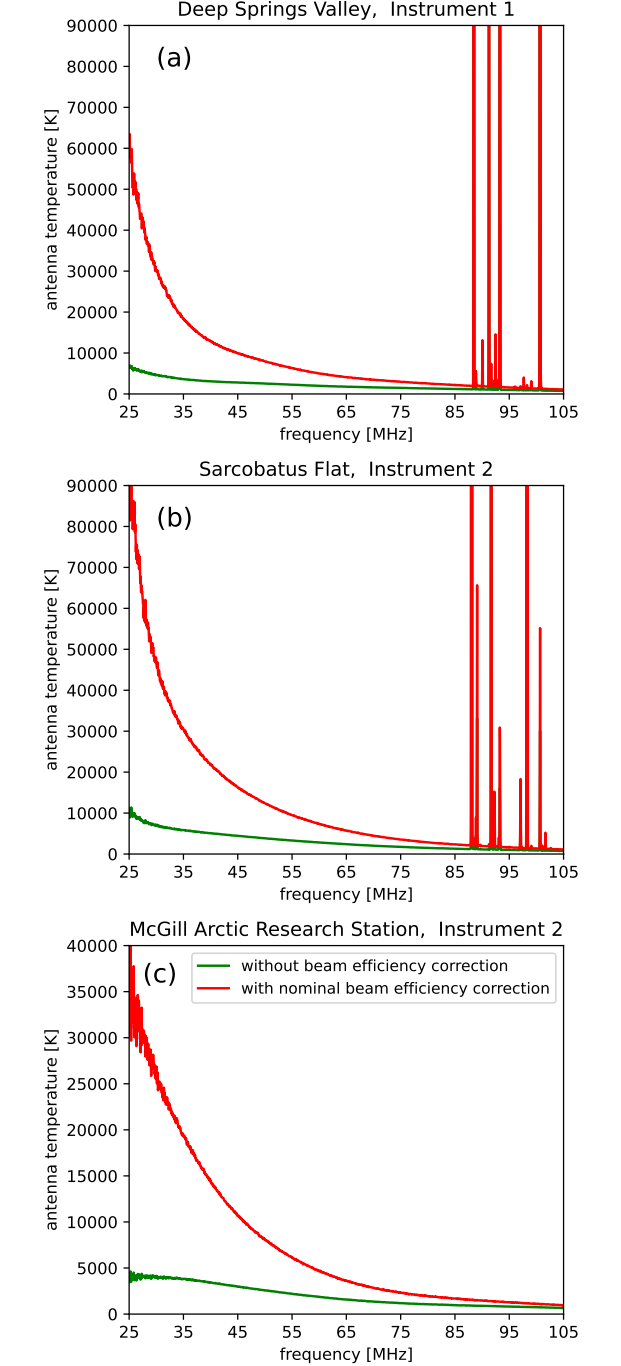 Deep Springs Valley,  Instrument 1
(a)
antenna temperature [K]
90000
80000
70000
60000
50000
40000
30000
20000
10000
0
25 35 45 55 65 75 85 95 105
frequency [MHz]
Sarcobatus Flat,  Instrument 2
(b)
antenna temperature [K]
90000
80000
70000
60000
50000
40000
30000
20000
10000
0
25 35 45 55 65 75 85 95 105
frequency [MHz]
McGill Arctic Research Station,  Instrument 2
(c)
without beam efficiency correction
with nominal beam efficiency correction
antenna temperature [K]
40000
35000
30000
25000
20000
15000
10000
5000
0
25 35 45 55 65 75 85 95 105
frequency [MHz]